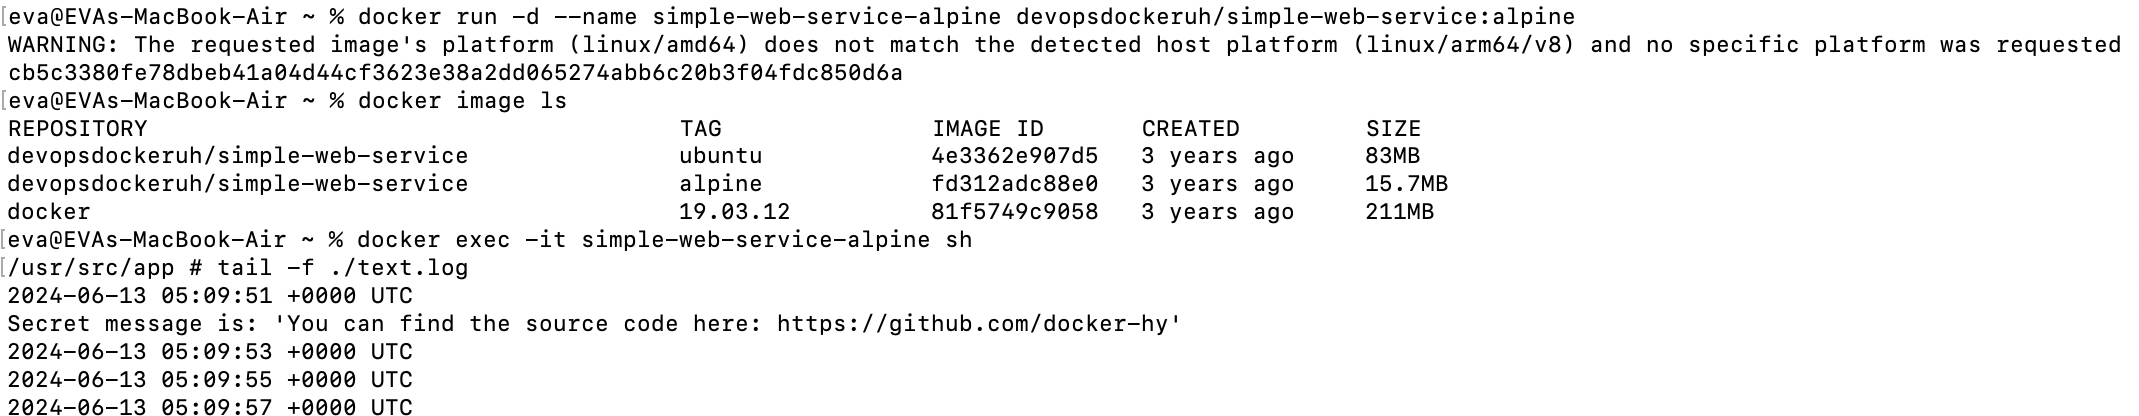 [eva@EVAs-MacBook-Air ~ % docker run -d --name simple-web-service-alpine devopsdockeruh/simple-web-service:alpine
WARNING: The requested image's platform (linux/amd64) does not match the detected host platform (linux/arm64/v8) and no specific platform was requested
cb5c3380fe78dbeb41a04d44cf3623e38a2dd065274abb6c20b3f04fdc850d6a
[eva@EVAs-MacBook-Air ~ % docker image ls
REPOSITORY TAG IMAGE ID CREATED SIZE
devopsdockeruh/simple-web-service ubuntu 4e3362e907d5 3 years ago 83MB
devopsdockeruh/simple-web-service alpine fd312adc88e0 3 years ago 15.7MB
docker 19.03.12 81f5749c9058 3 years ago 211MB
[eva@EVAs-MacBook-Air ~ % docker exec -it simple-web-service-alpine sh
[/usr/src/app # tail -f ./text.log
2024-06-13 05:09:51 +0000 UTC
Secret message is: 'You can find the source code here: https://github.com/docker-hy'
2024-06-13 05:09:53 +0000 UTC
2024-06-13 05:09:55 +0000 UTC
2024-06-13 05:09:57 +0000 UTC